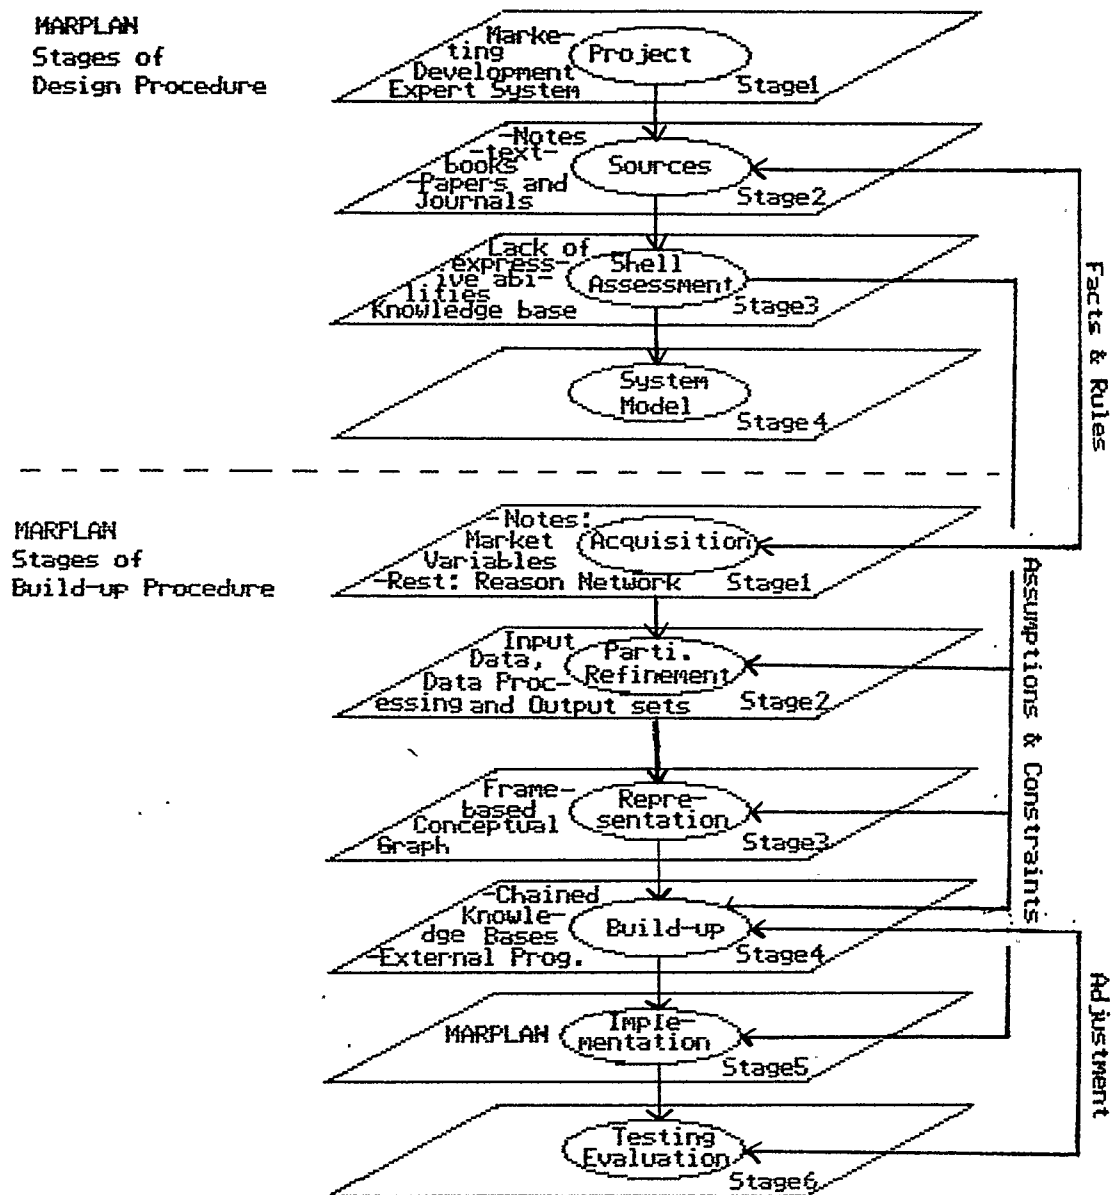 MARPLAN
Stages of
Design Procedure
Marke-
ting
Development
Expert System
Project
Stage1
-Notes
-text-
books
-Papers and
Journals
Sources
Stage2
Lack of
express-
ive abi-
lities
Knowledge base
Shell
Assessment
Stage3
System
Model
Stage4
Facts & Rules
MARPLAN
Stages of
Build-up Procedure
-Notes:
Market
Variables
-Rest: Reason Network
Acquisition
Stage1
Input
Data,
Data Proc-
essing and Output sets
Parti.
Refinement
Stage2
Frame-
based
Conceptual
Graph
Repre-
sentation
Stage3
-Chained
Knowle-
dge Bases
-External Prog.
Build-up
Stage4
MARPLAN
Imple-
mentation
Stage5
Testing
Evaluation
Stage6
Assumptions & Constraints
Adjustment